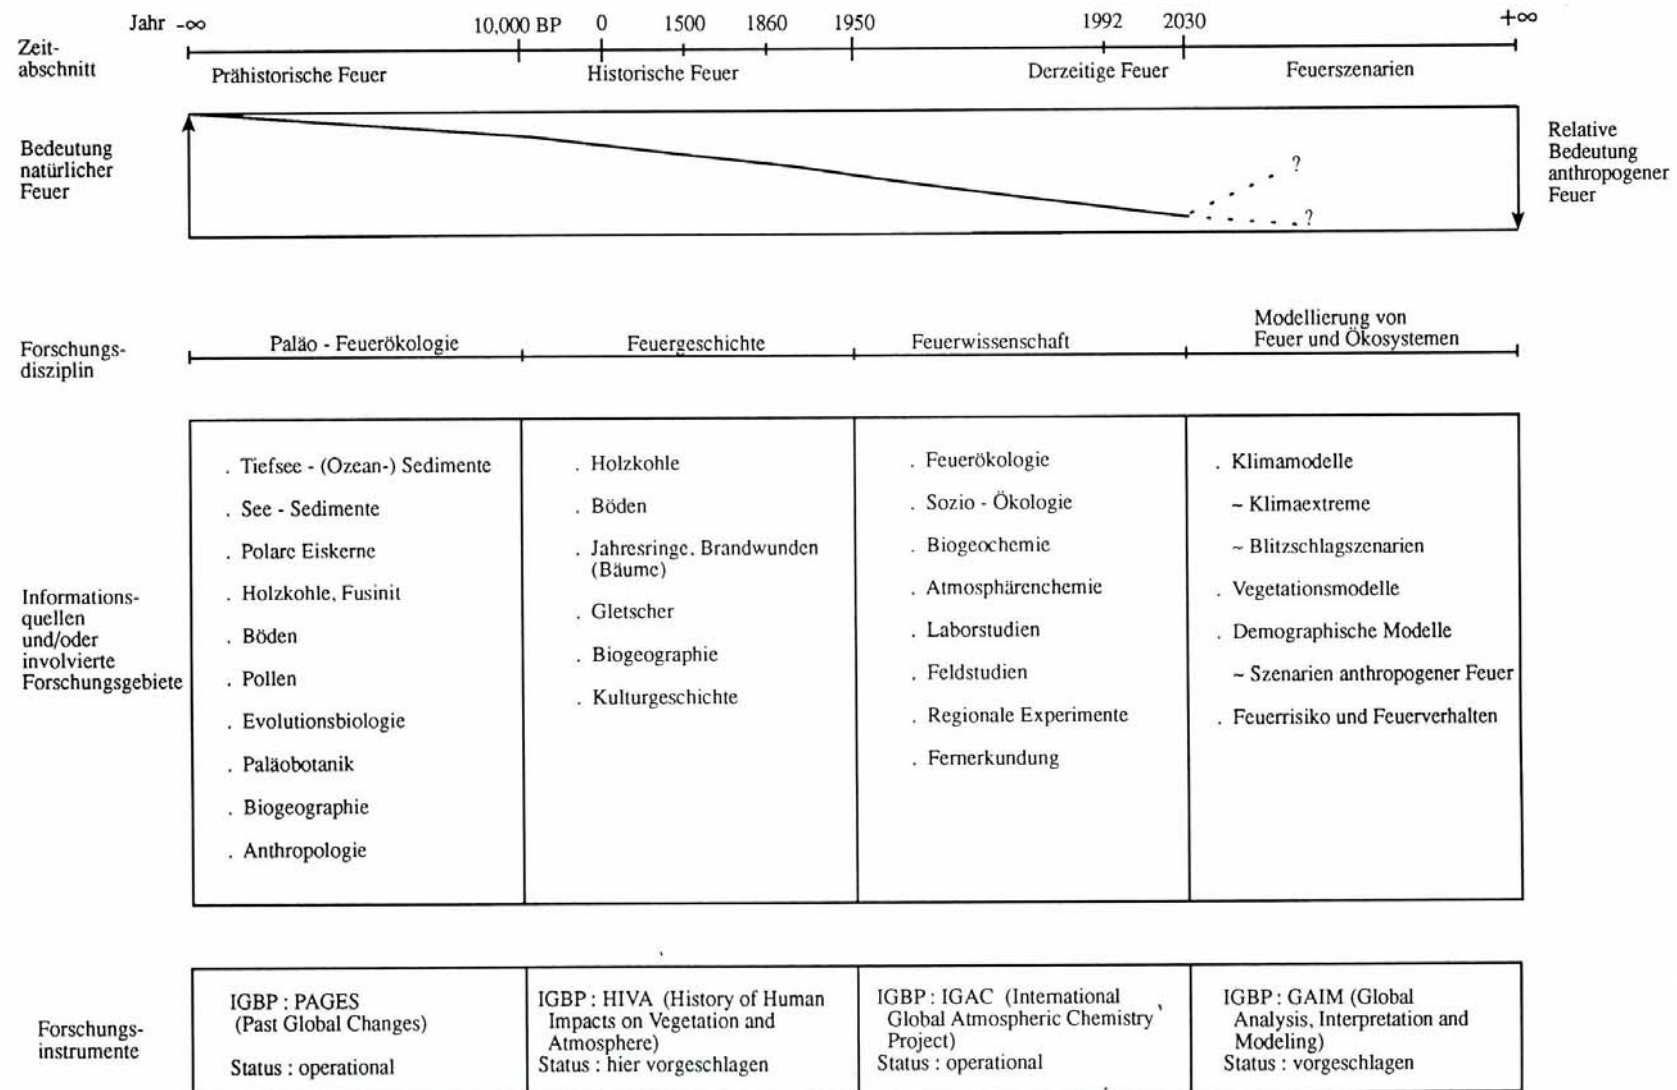 Jahr -∞ 10,000 BP 0 1500 1860 1950 1992 2030 +∞
Zeit-
abschnitt
Prähistorische Feuer Historische Feuer Derzeitige Feuer Feuerszenarien
Bedeutung
natürlicher
Feuer
?
?
Relative
Bedeutung
anthropogener
Feuer
Forschungs-
disziplin
Paläo - Feuerökologie Feuergeschichte Feuerwissenschaft
Modellierung von
Feuer und Ökosystemen
Informations-
quellen
und/oder
involvierte
Forschungsgebiete
. Tiefsee - (Ozean-) Sedimente
. See - Sedimente
. Polare Eiskerne
. Holzkohle, Fusinit
. Böden
. Pollen
. Evolutionsbiologie
. Paläobotanik
. Biogeographie
. Anthropologie
. Holzkohle
. Böden
. Jahresringe, Brandwunden
(Bäume)
. Gletscher
. Biogeographie
. Kulturgeschichte
. Feuerökologie
. Sozio - Ökologie
. Biogeochemie
. Atmosphärenchemie
. Laborstudien
. Feldstudien
. Regionale Experimente
. Fernerkundung
. Klimamodelle
~ Klimaextreme
~ Blitzschlagszenarien
. Vegetationsmodelle
. Demographische Modelle
~ Szenarien anthropogener Feuer
. Feuerrisiko und Feuerverhalten
Forschungs-
instrumente
IGBP : PAGES
(Past Global Changes)
Status : operational
IGBP : HIVA (History of Human
Impacts on Vegetation and
Atmosphere)
Status : hier vorgeschlagen
IGBP : IGAC (International
Global Atmospheric Chemistry
Project)
Status : operational
IGBP : GAIM (Global
Analysis, Interpretation and
Modeling)
Status : vorgeschlagen